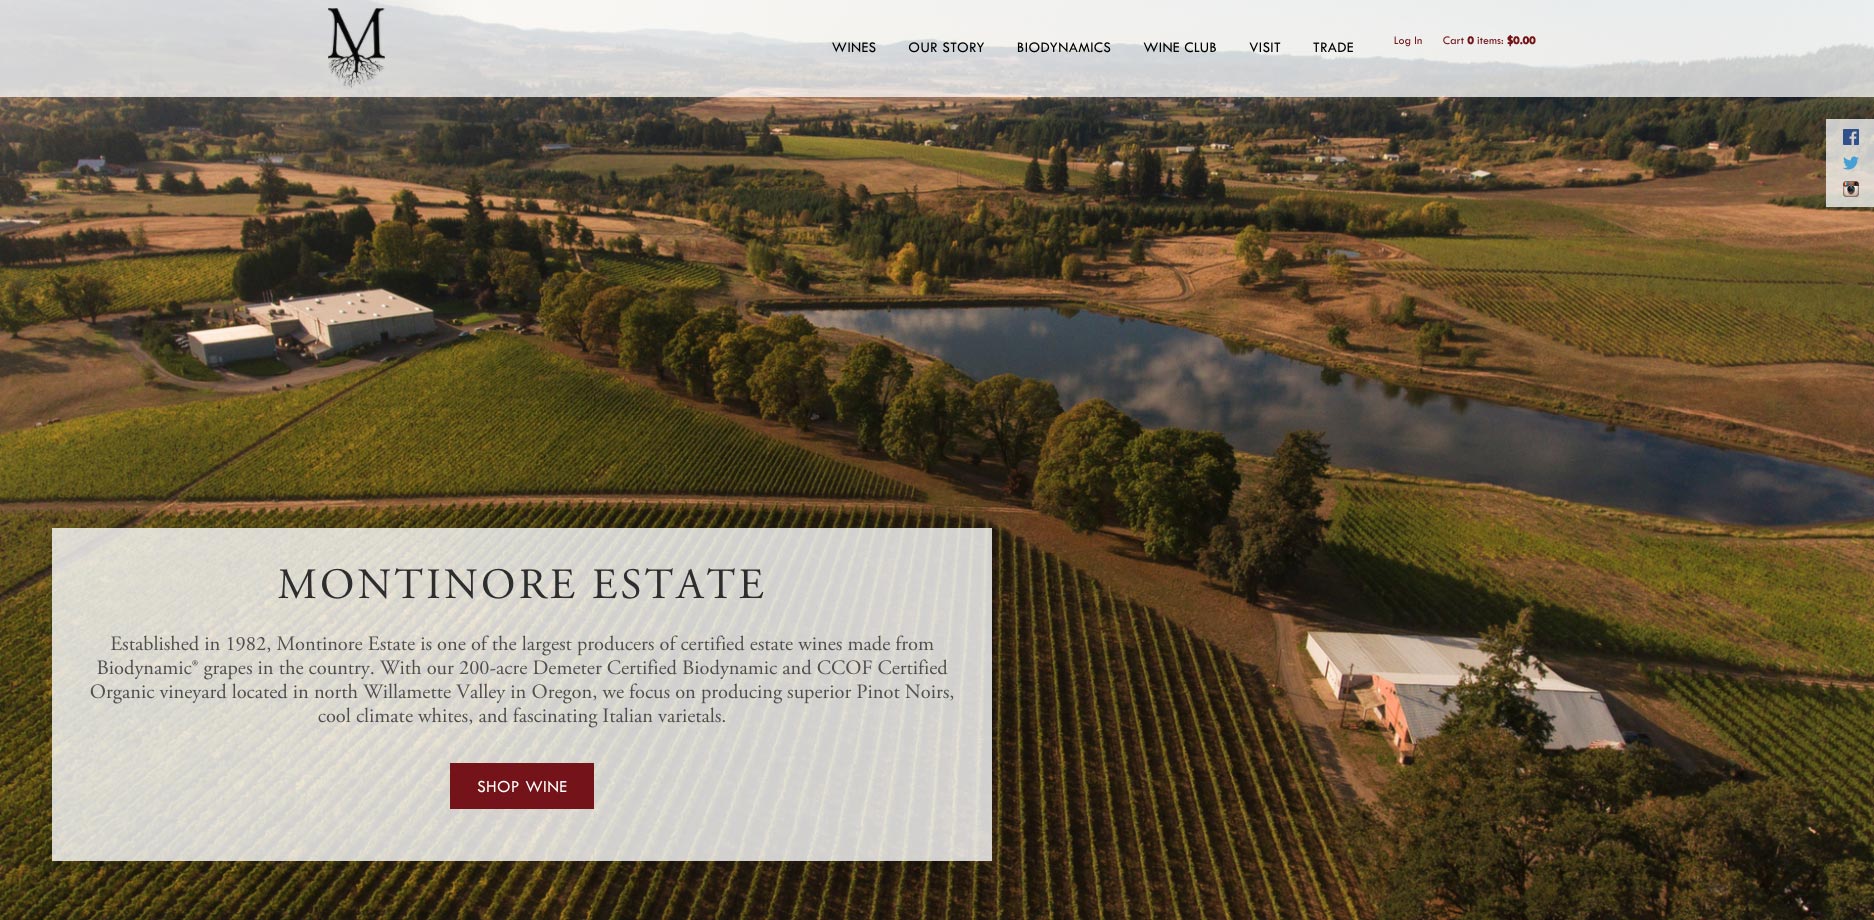 M
WINES OUR STORY BIODYNAMICS WINE CLUB VISIT TRADE Log In Cart 0 items: $0.00
MONTINORE ESTATE
Established in 1982, Montinore Estate is one of the largest producers of certified estate wines made from
Biodynamic® grapes in the country. With our 200-acre Demeter Certified Biodynamic and CCOF Certified
Organic vineyard located in north Willamette Valley in Oregon, we focus on producing superior Pinot Noirs,
cool climate whites, and fascinating Italian varietals.
SHOP WINE